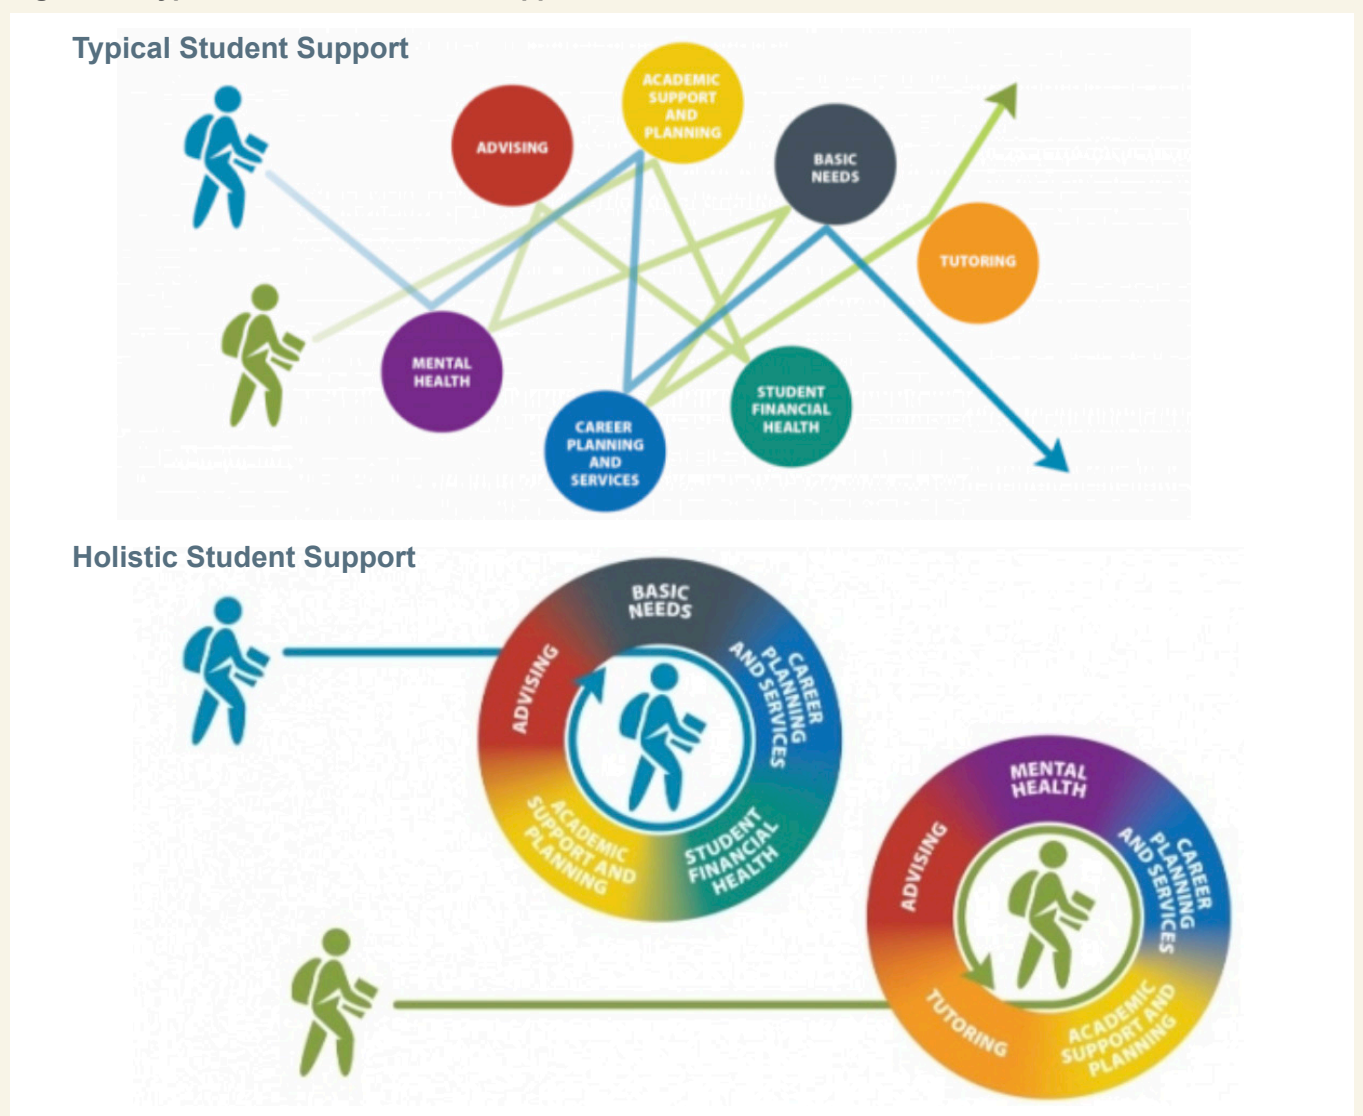 Typical Student Support
ACADEMIC
SUPPORT
AND
PLANNING
ADVISING
BASIC
NEEDS
TUTORING
MENTAL
HEALTH
STUDENT
FINANCIAL
HEALTH
CAREER
PLANNING
AND
SERVICES
Holistic Student Support
BASIC
NEEDS
ADVISING
CAREER
PLANNING
AND SERVICES
ACADEMIC
SUPPORT AND
PLANNING
STUDENT
FINANCIAL
HEALTH
MENTAL
HEALTH
ADVISING
CAREER
PLANNING
AND SERVICES
TUTORING
ACADEMIC
SUPPORT AND
PLANNING